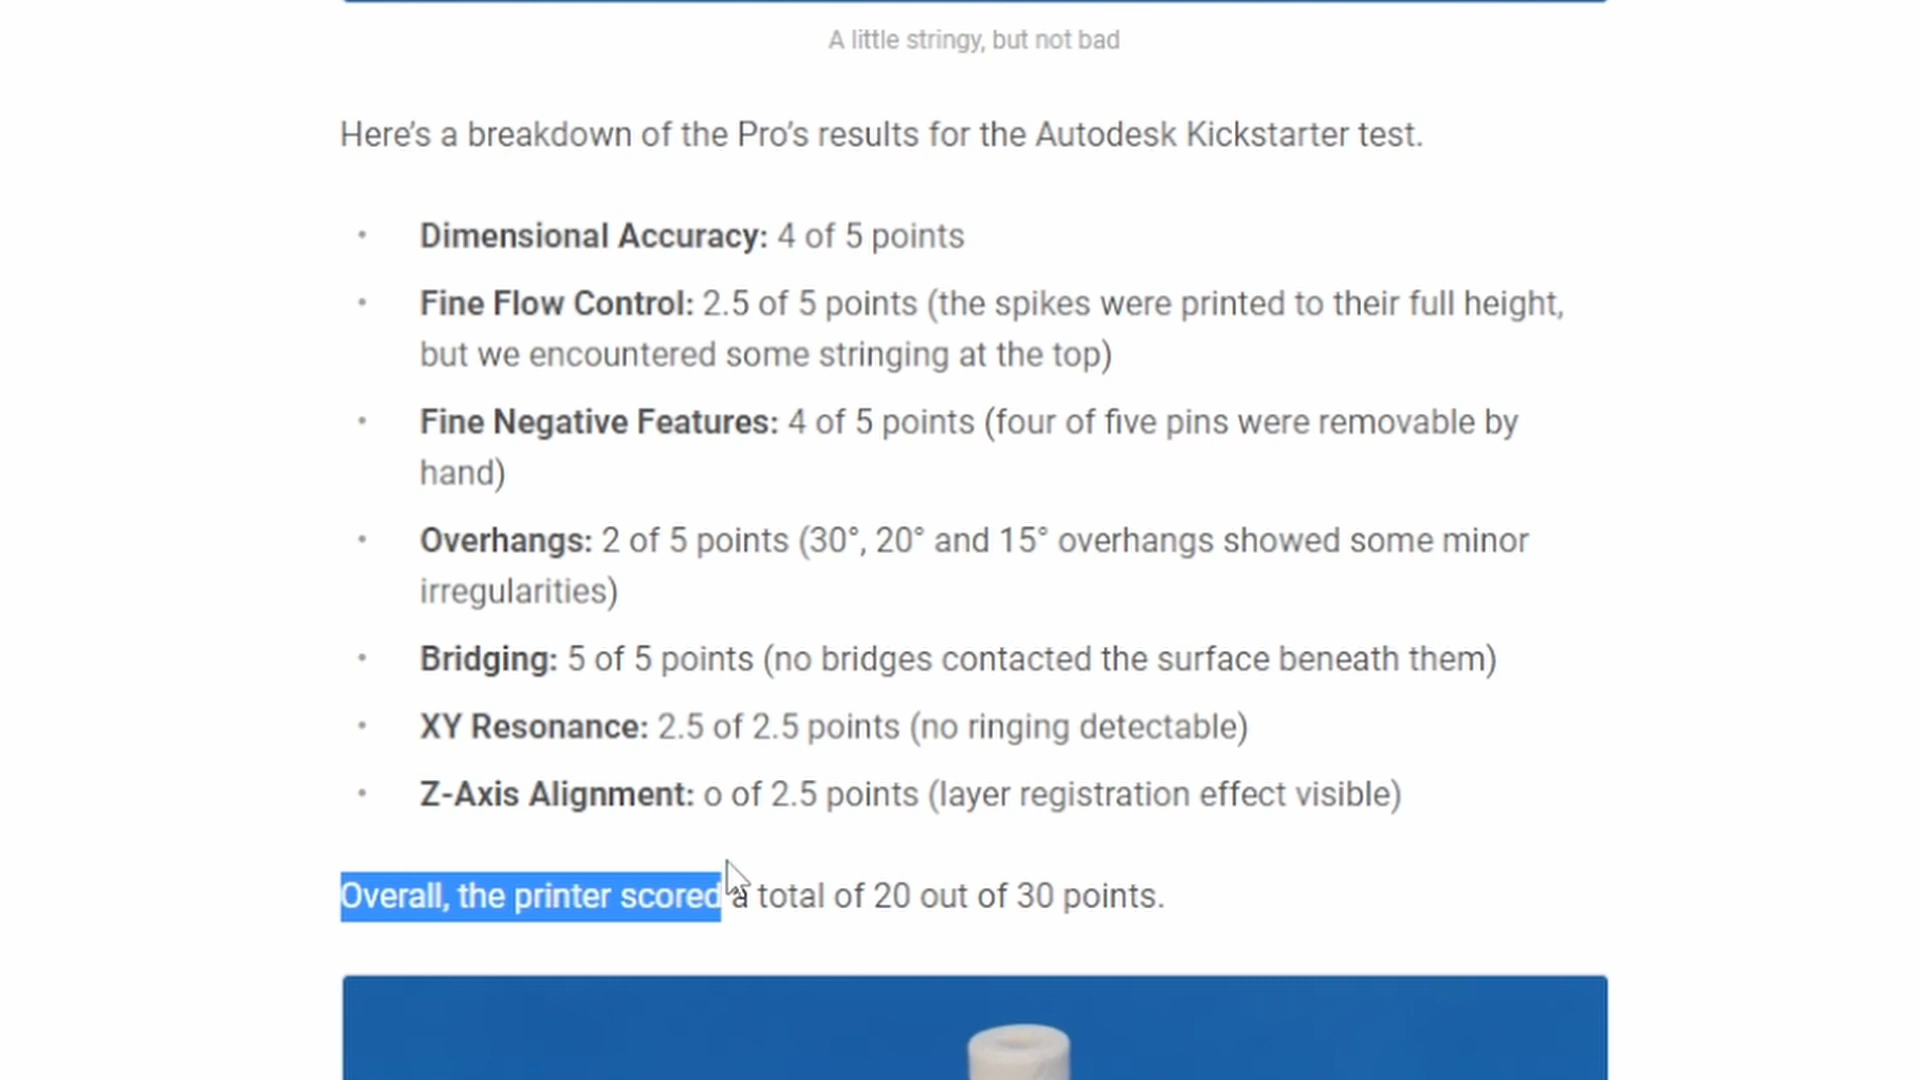 A little stringy, but not bad
Here's a breakdown of the Pro's results for the Autodesk Kickstarter test.
• Dimensional Accuracy: 4 of 5 points
• Fine Flow Control: 2.5 of 5 points (the spikes were printed to their full height,
but we encountered some stringing at the top)
• Fine Negative Features: 4 of 5 points (four of five pins were removable by
hand)
• Overhangs: 2 of 5 points (30°, 20° and 15° overhangs showed some minor
irregularities)
• Bridging: 5 of 5 points (no bridges contacted the surface beneath them)
• XY Resonance: 2.5 of 2.5 points (no ringing detectable)
• Z-Axis Alignment: o of 2.5 points (layer registration effect visible)
Overall, the printer scored a total of 20 out of 30 points.